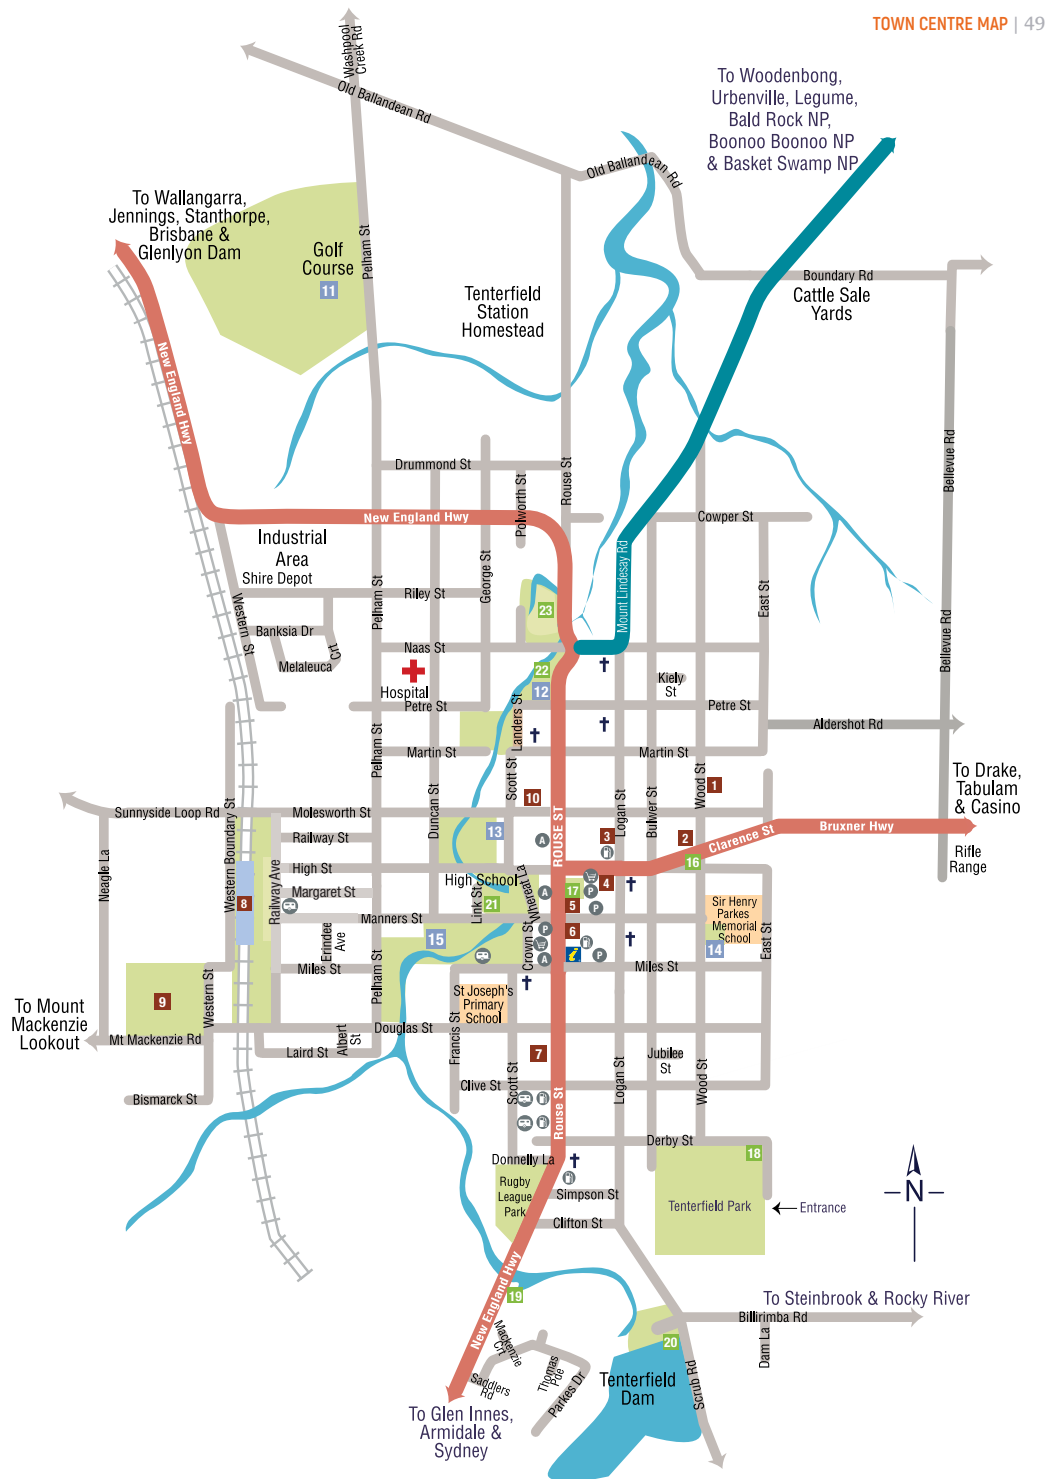 TOWN CENTRE MAP | 49
Washpool
Creek Rd
Old Ballandean Rd
To Woodenbong,
Urbenville, Legume,
Bald Rock NP,
Boonoo Boonoo NP
& Basket Swamp NP
Old Ballandean Rd
To Wallangarra,
Jennings, Stanthorpe,
Brisbane &
Glenlyon Dam
Golf
Course
11
Pelham St
Tenterfield
Station
Homestead
Boundary Rd
Cattle Sale
Yards
New England Hwy
Bellevue Rd
Drummond St
Rouse St
Polworth St
New England Hwy
Cowper St
Industrial
Area
Shire Depot
George St
Mount Lindesay Rd
East St
Pelham St
Riley St
Western St
Banksia Dr
Melaleuca
Crt
23
Naas St
Bellevue Rd
Hospital
22
12
Kiely
St
Petre St
Petre St
Landers St
Aldershot Rd
Pelham St
Martin St
Martin St
Scott St
Wood St
1
To Drake,
Tabulam
& Casino
Sunnyside Loop Rd
Western Boundary St
Molesworth St
Duncan St
10
ROUSE ST
Logan St
Bulwer St
Railway St
13
A
3
2
Clarence St
Bruxner Hwy
16
Rifle
Range
Neagle La
High St
High School
Whereat La
Railway Ave
Margaret St
Link St
21
A
17
P
4
8
5
P
Sir Henry
Parkes
Memorial
School
14
East St
Manners St
Erindee
Ave
15
Crown St
P
6
A
i
P
Miles St
Miles St
Pelham St
Western St
9
To Mount
Mackenzie
Lookout
Mt Mackenzie Rd
St Joseph's
Primary
School
Albert
St
Douglas St
Francis St
Laird St
7
Jubilee
St
Logan St
Wood St
Clive St
Scott St
Rouse St
Bismarck St
Derby St
18
Donnelly La
Rugby
League
Park
Simpson St
Clifton St
Tenterfield Park
Entrance
N
New England Hwy
19
To Steinbrook & Rocky River
Billirimba Rd
Dam La
20
Mackenzie
Crt
Thomas
Pde
Saddlers
Rd
Parkes Dr
Tenterfield
Dam
Scrub Rd
To Glen Innes,
Armidale &
Sydney